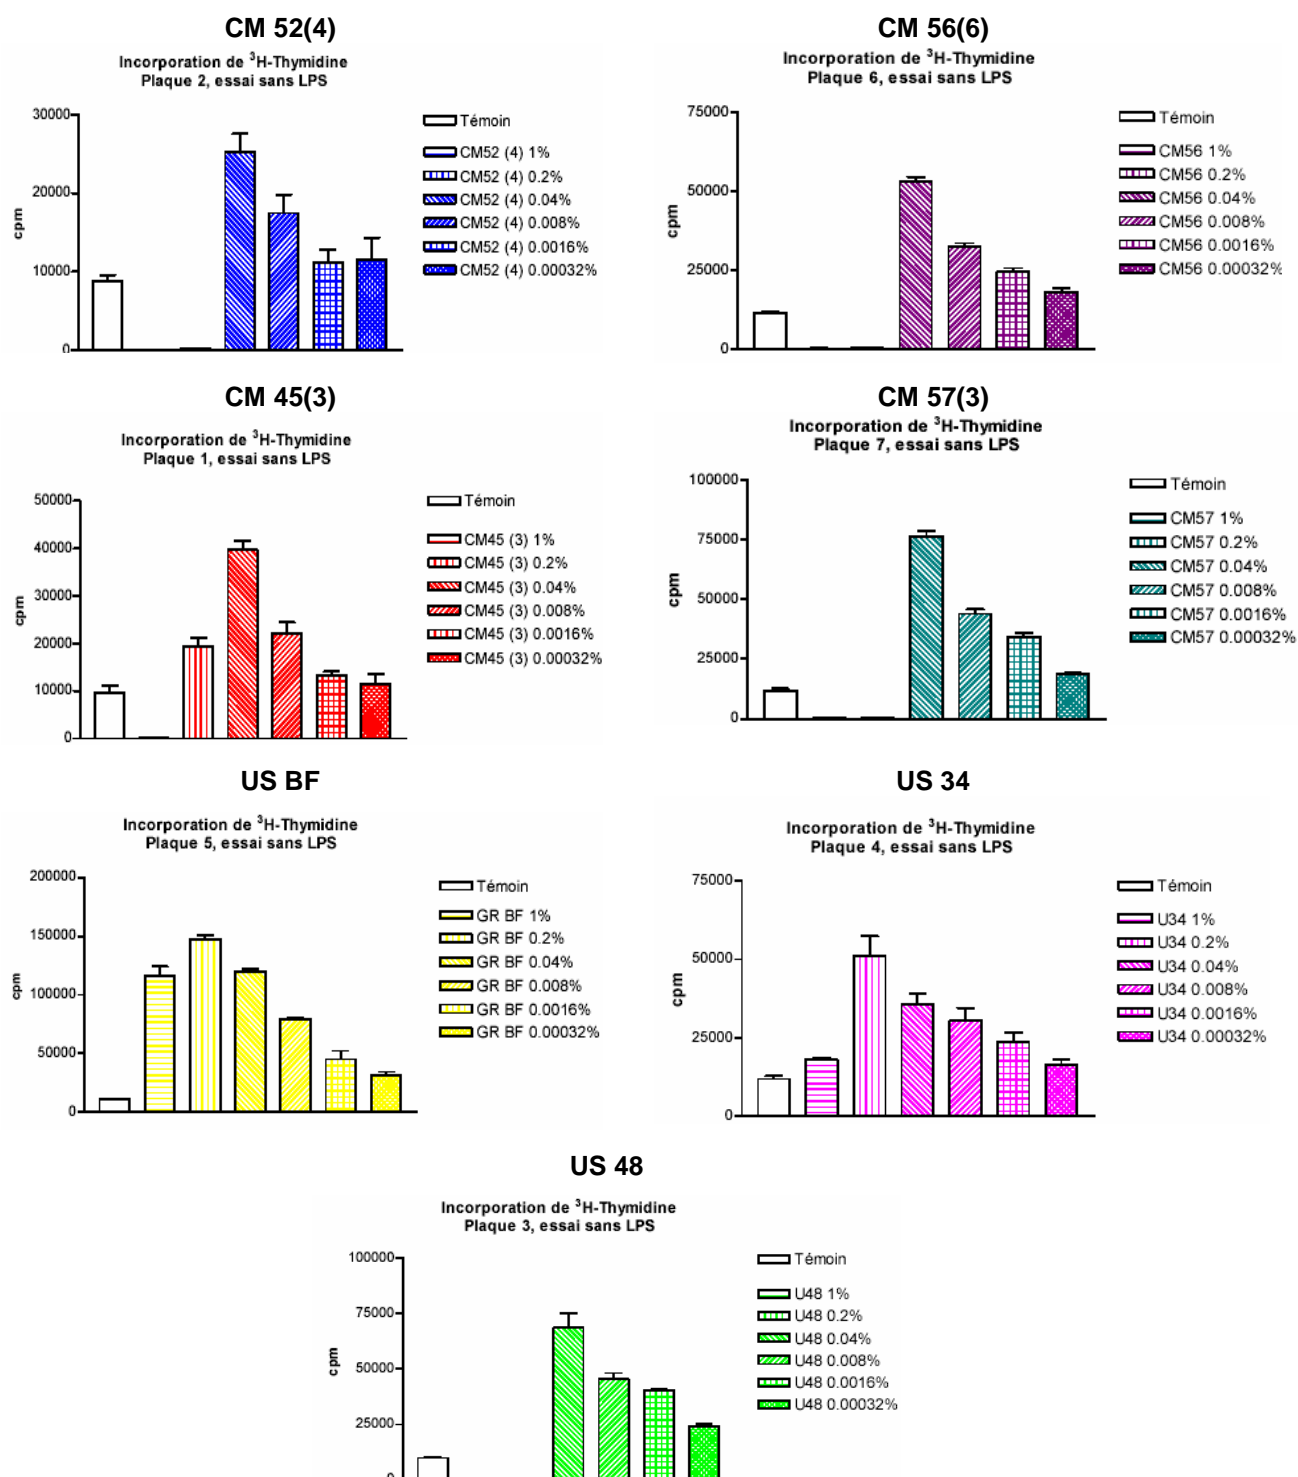 CM 52(4)
Incorporation de ³H-Thymidine
Plaque 2, essai sans LPS
30000
20000
10000
0
cpm
Témoin
CM52 (4) 1%
CM52 (4) 0.2%
CM52 (4) 0.04%
CM52 (4) 0.008%
CM52 (4) 0.0016%
CM52 (4) 0.00032%
CM 56(6)
Incorporation de ³H-Thymidine
Plaque 6, essai sans LPS
75000
50000
25000
0
cpm
Témoin
CM56 1%
CM56 0.2%
CM56 0.04%
CM56 0.008%
CM56 0.0016%
CM56 0.00032%
CM 45(3)
Incorporation de ³H-Thymidine
Plaque 1, essai sans LPS
50000
40000
30000
20000
10000
0
cpm
Témoin
CM45 (3) 1%
CM45 (3) 0.2%
CM45 (3) 0.04%
CM45 (3) 0.008%
CM45 (3) 0.0016%
CM45 (3) 0.00032%
CM 57(3)
Incorporation de ³H-Thymidine
Plaque 7, essai sans LPS
100000
75000
50000
25000
0
cpm
Témoin
CM57 1%
CM57 0.2%
CM57 0.04%
CM57 0.008%
CM57 0.0016%
CM57 0.00032%
US BF
Incorporation de ³H-Thymidine
Plaque 5, essai sans LPS
200000
150000
100000
50000
0
cpm
Témoin
GR BF 1%
GR BF 0.2%
GR BF 0.04%
GR BF 0.008%
GR BF 0.0016%
GR BF 0.00032%
US 34
Incorporation de ³H-Thymidine
Plaque 4, essai sans LPS
75000
50000
25000
0
cpm
Témoin
U34 1%
U34 0.2%
U34 0.04%
U34 0.008%
U34 0.0016%
U34 0.00032%
US 48
Incorporation de ³H-Thymidine
Plaque 3, essai sans LPS
100000
75000
50000
25000
0
cpm
Témoin
U48 1%
U48 0.2%
U48 0.04%
U48 0.008%
U48 0.0016%
U48 0.00032%